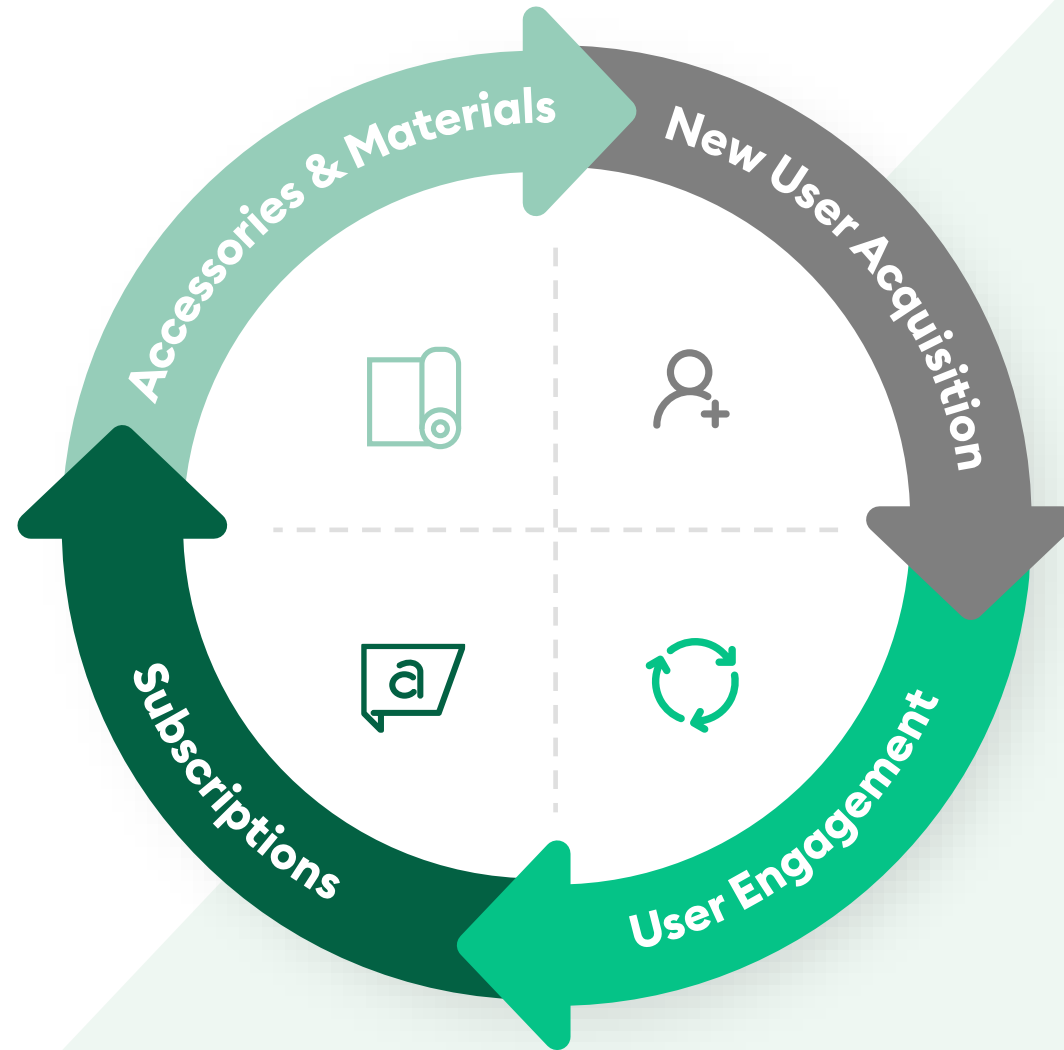 Accessories & Materials
New User Acquisition
User Engagement
Subscriptions
a